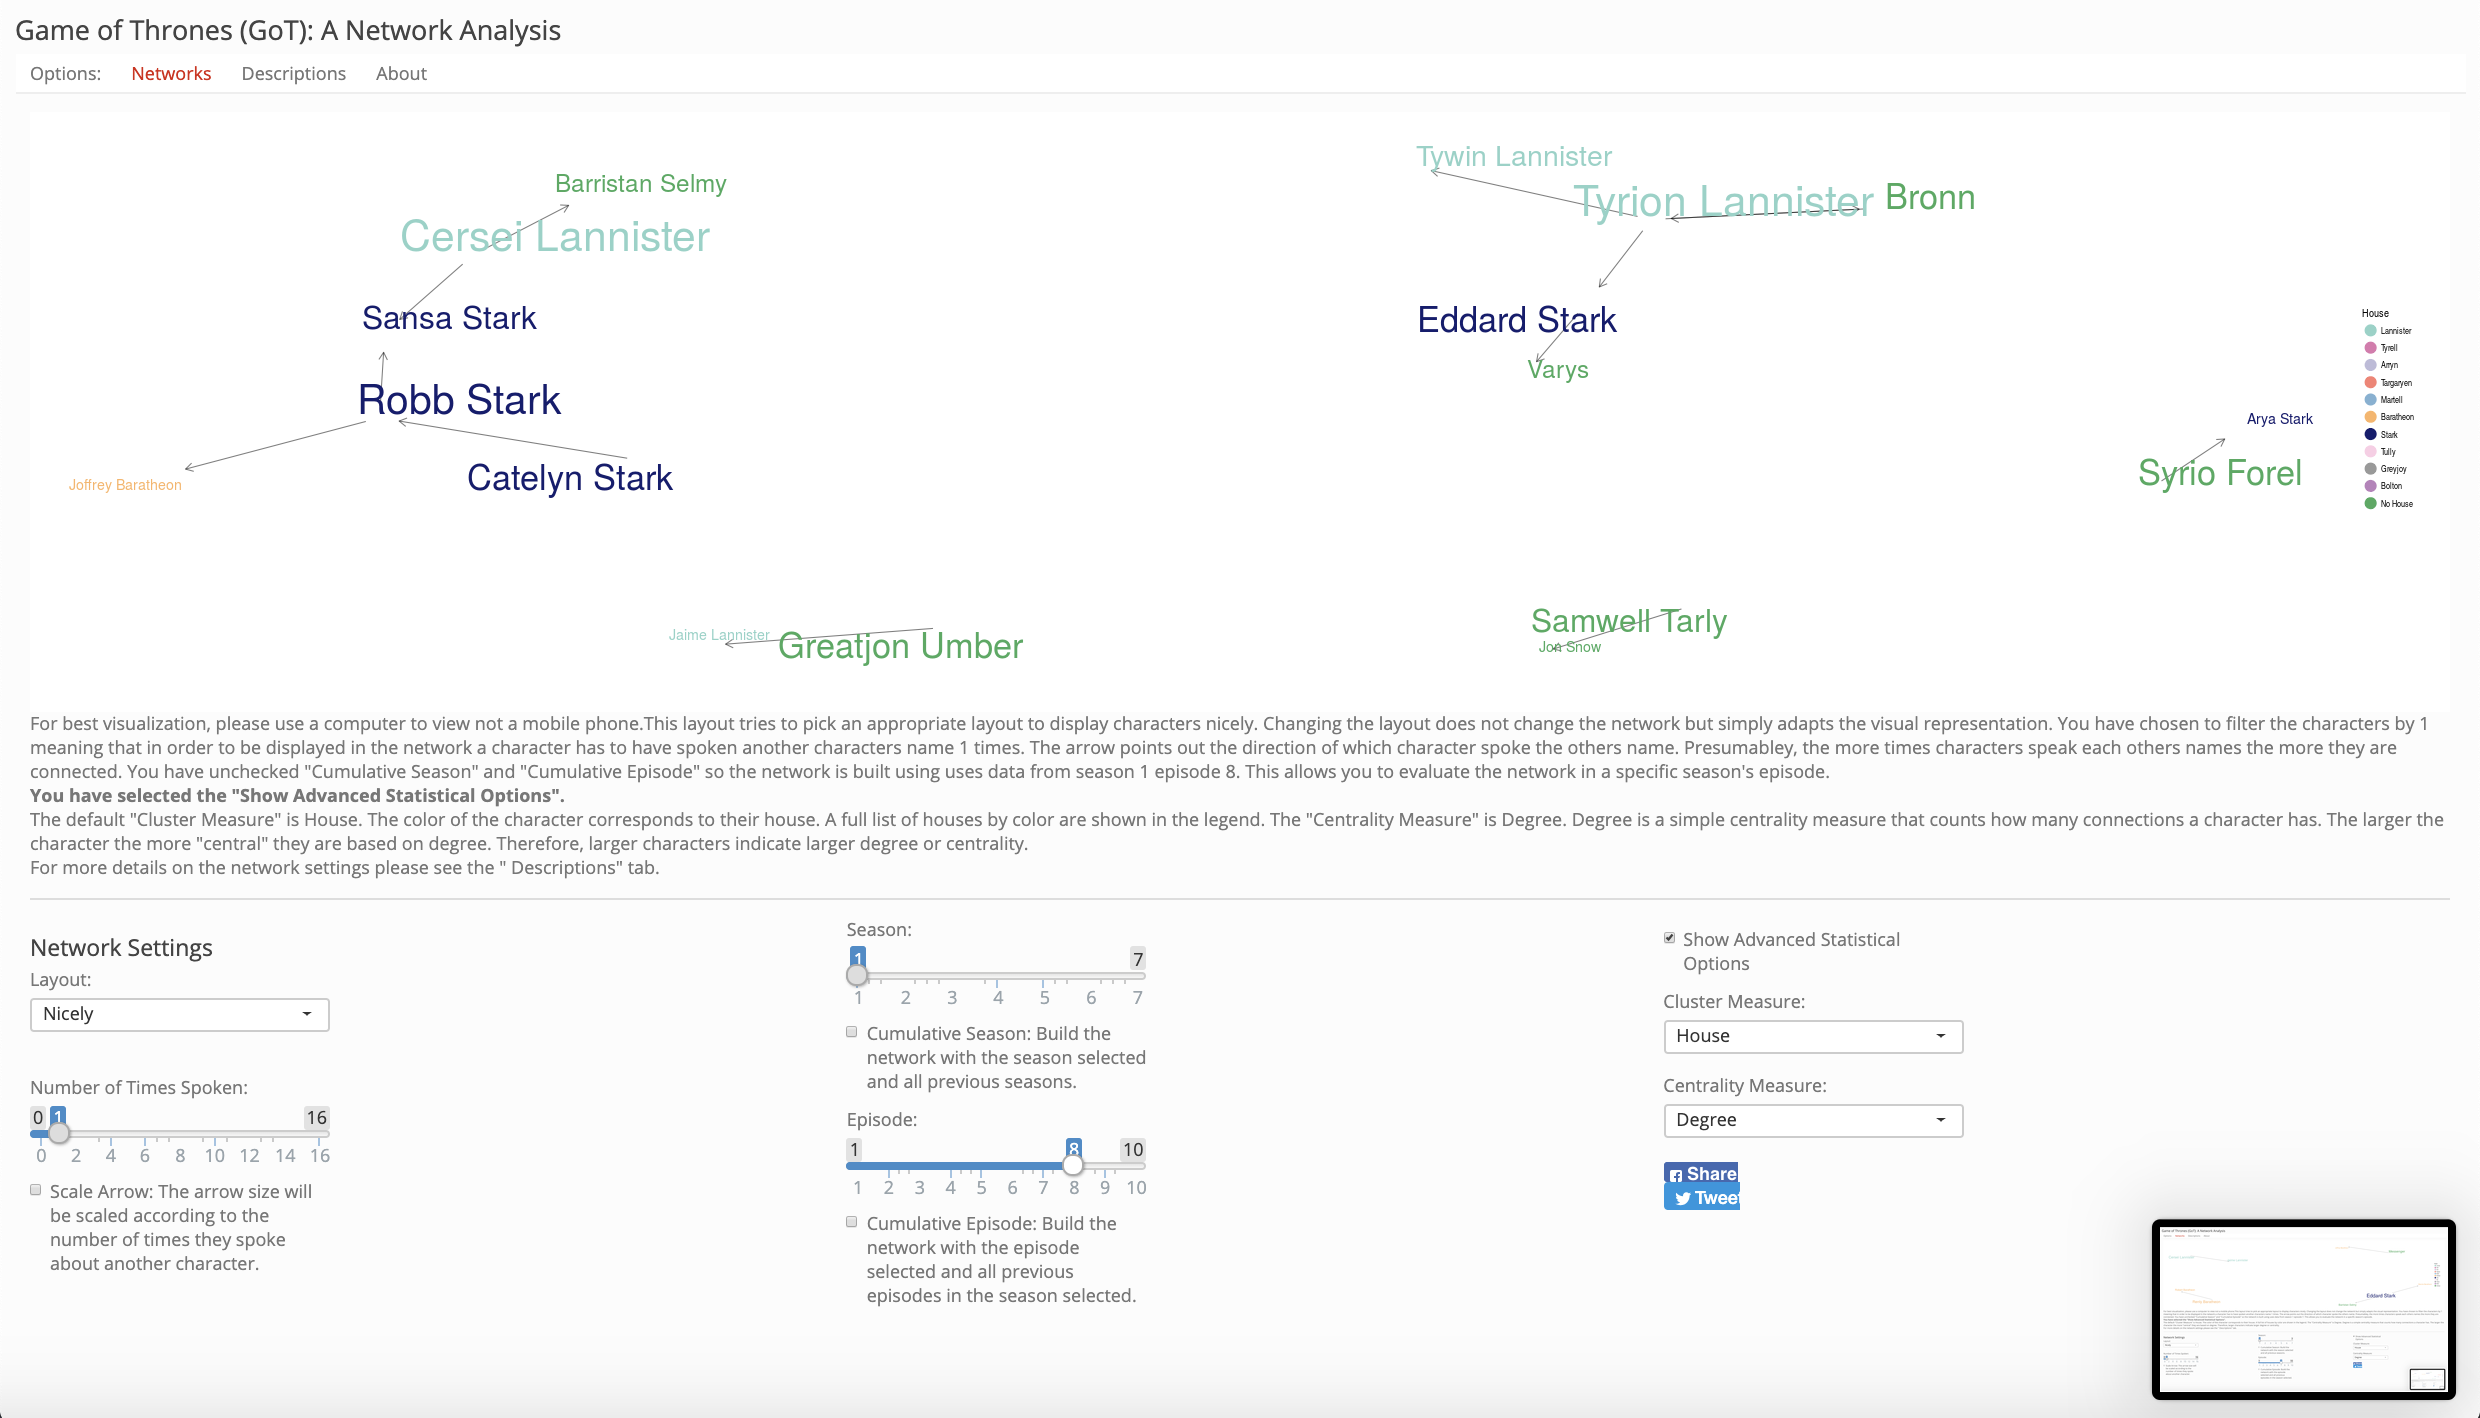 Game of Thrones (GoT): A Network Analysis
Options: Networks Descriptions About
Tywin Lannister
Barristan Selmy
Tyrion Lannister
Bronn
Cersei Lannister
Sansa Stark
Eddard Stark
Varys
Robb Stark
Arya Stark
Catelyn Stark
Syrio Forel
Joffrey Baratheon
Samwell Tarly
Jaime Lannister
Greatjon Umber
Jon Snow
House
Lannister
Tyrell
Arryn
Targaryen
Martell
Baratheon
Stark
Tully
Greyjoy
Bolton
No House
For best visualization, please use a computer to view not a mobile phone.This layout tries to pick an appropriate layout to display characters nicely. Changing the layout does not change the network but simply adapts the visual representation. You have chosen to filter the characters by 1
meaning that in order to be displayed in the network a character has to have spoken another characters name 1 times. The arrow points out the direction of which character spoke the others name. Presumabley, the more times characters speak each others names the more they are
connected. You have unchecked "Cumulative Season" and "Cumulative Episode" so the network is built using uses data from season 1 episode 8. This allows you to evaluate the network in a specific season's episode.
You have selected the "Show Advanced Statistical Options".
The default "Cluster Measure" is House. The color of the character corresponds to their house. A full list of houses by color are shown in the legend. The "Centrality Measure" is Degree. Degree is a simple centrality measure that counts how many connections a character has. The larger the
character the more "central" they are based on degree. Therefore, larger characters indicate larger degree or centrality.
For more details on the network settings please see the " Descriptions" tab.
Network Settings
Layout:
Nicely
Number of Times Spoken:
0 1 16
0 2 4 6 8 10 12 14 16
Scale Arrow: The arrow size will
be scaled according to the
number of times they spoke
about another character.
Season:
1 7
1 2 3 4 5 6 7
Cumulative Season: Build the
network with the season selected
and all previous seasons.
Episode:
1 8 10
1 2 3 4 5 6 7 8 9 10
Cumulative Episode: Build the
network with the episode
selected and all previous
episodes in the season selected.
Show Advanced Statistical
Options
Cluster Measure:
House
Centrality Measure:
Degree
Share
Tweet
Eddard Stark